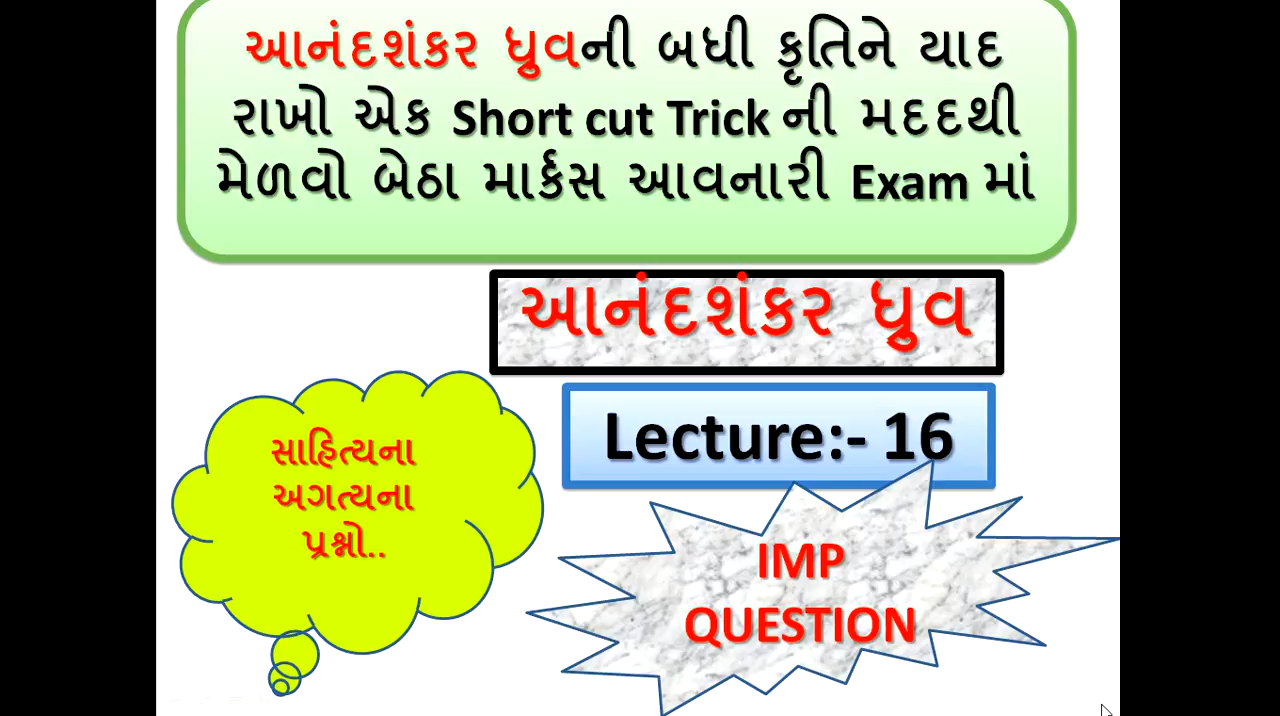 આનંદશંકર ધ્રુવની બધી કૃતિને યાદ
રાખો એક Short cut Trick ની મદદથી
મેળવો બેઠા માર્કસ આવનારી Exam માં
આનંદશંકર ધ્રુવ
Lecture:- 16
સાહિત્યના
અગત્યના
પ્રશ્નો..
IMP
QUESTION